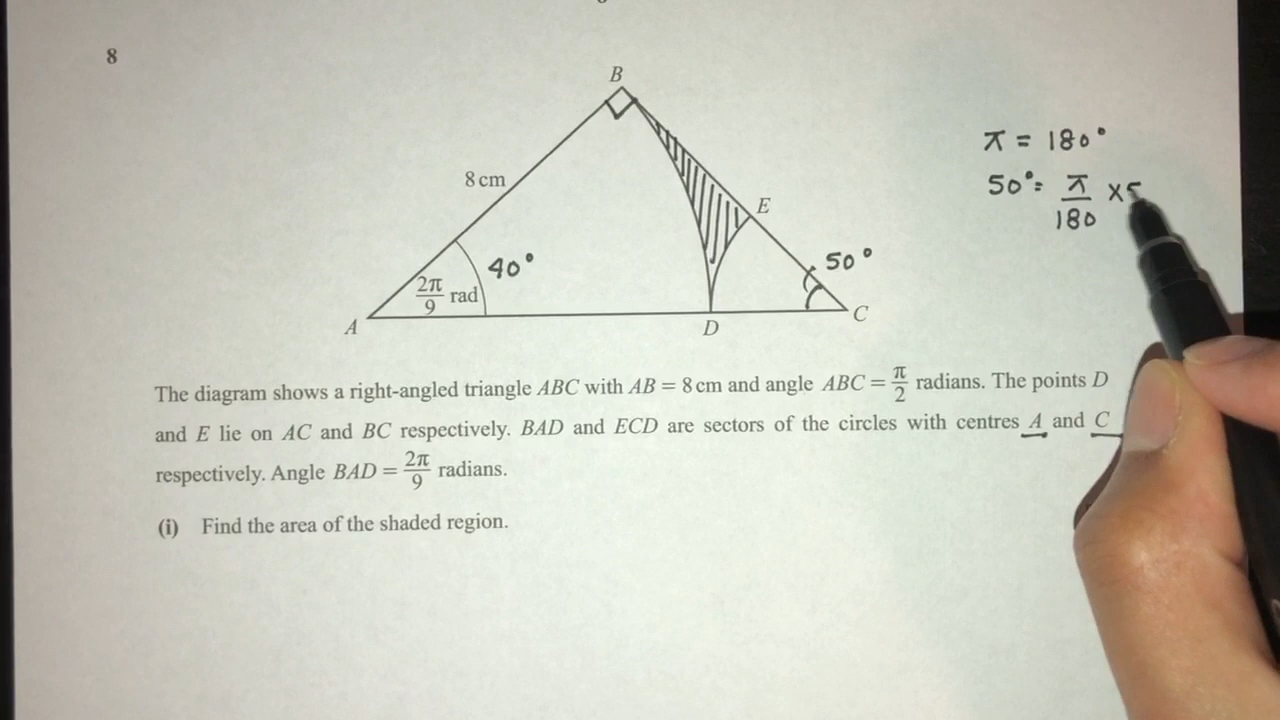 8
B
8 cm
π = 180°
50° = π/180 × 5
E
50°
40°
2π/9 rad
A
D
C
The diagram shows a right-angled triangle ABC with AB = 8 cm and angle ABC = π/2 radians. The points D
and E lie on AC and BC respectively. BAD and ECD are sectors of the circles with centres A and C
respectively. Angle BAD = 2π/9 radians.
(i) Find the area of the shaded region.